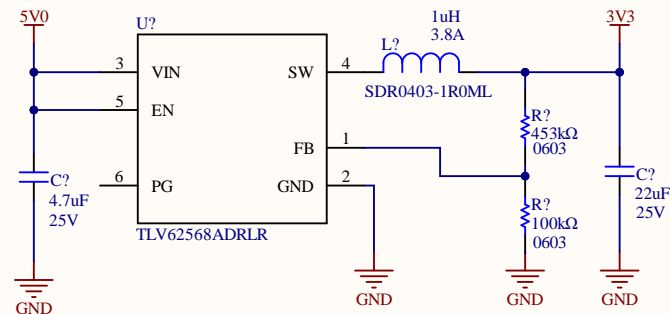 5V0
U?
1uH
3.8A
3V3
3
VIN
SW
4
L?
SDR0403-1R0ML
5
EN
R?
453kΩ
0603
FB
1
C?
4.7uF
25V
6
PG
GND
2
C?
22uF
25V
R?
100kΩ
0603
TLV62568ADRLR
GND
GND
GND
GND